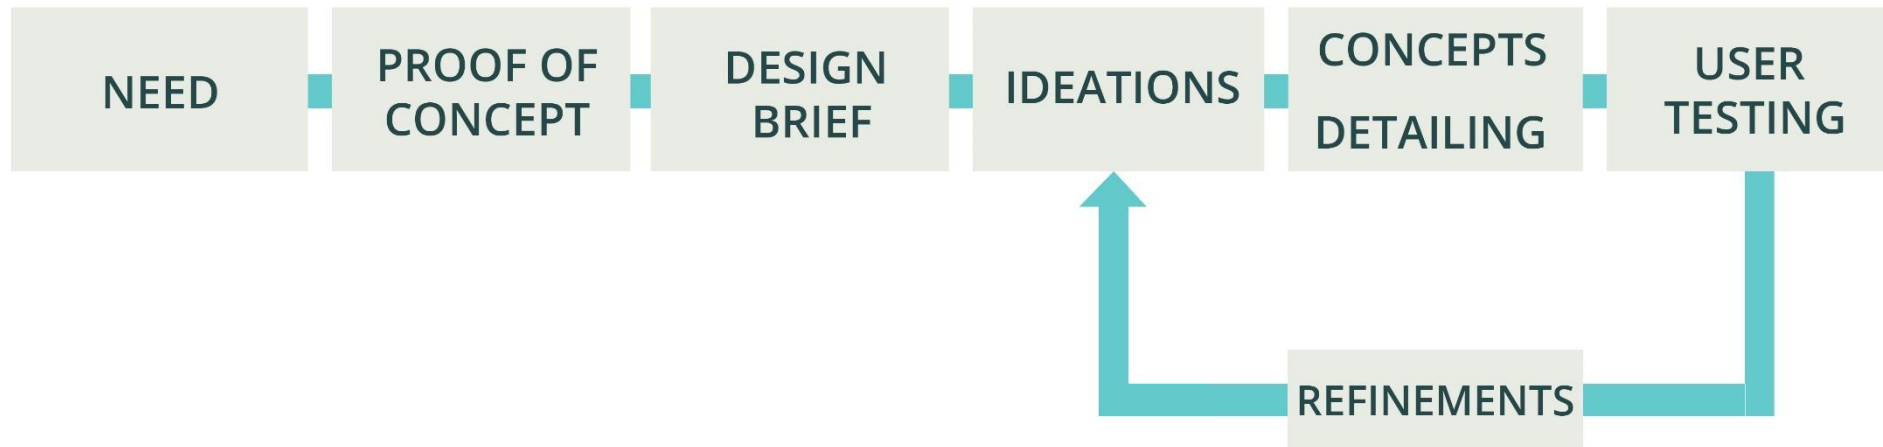 NEED
PROOF OF
CONCEPT
DESIGN
BRIEF
IDEATIONS
CONCEPTS
DETAILING
USER
TESTING
REFINEMENTS